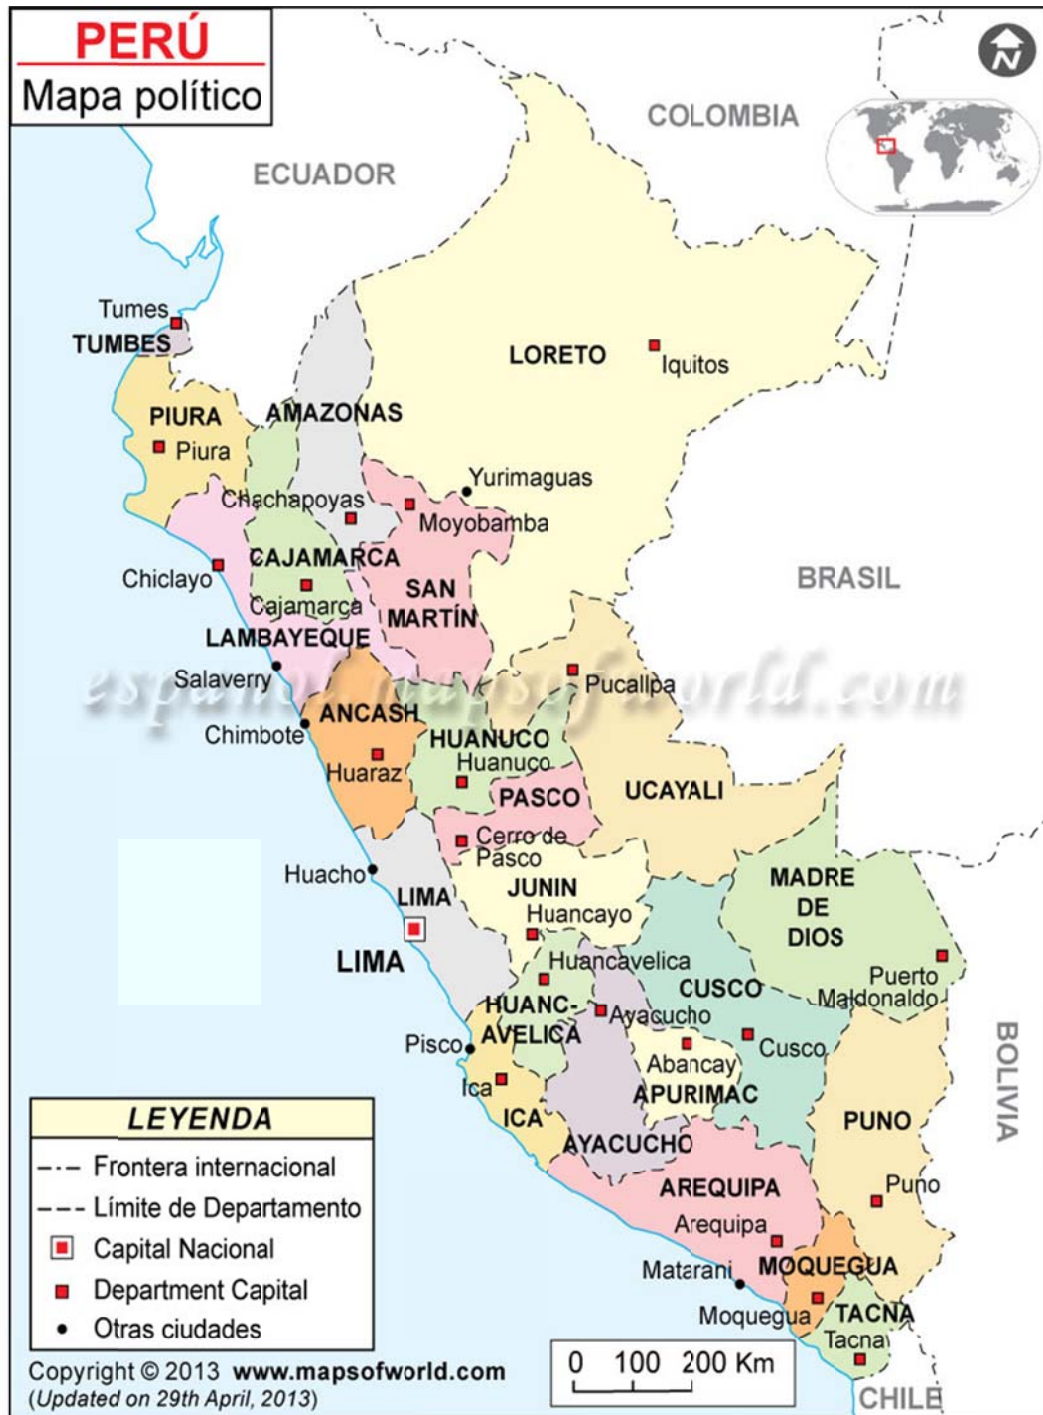 PERÚ
Mapa político
N
COLOMBIA
ECUADOR
Tumes
TUMBES
LORETO
Iquitos
PIURA
AMAZONAS
Piura
Yurimaguas
Chachapoyas
Moyobamba
CAJAMARCA
Chiclayo
BRASIL
Cajamarca
SAN
MARTÍN
LAMBAYEQUE
Salaverry
Pucallpa
español.mapsofworld.com
ANCASH
Chimbote
HUANUCO
Huanuco
Huaraz
PASCO
UCAYALI
Cerro de
Pasco
Huacho
JUNIN
MADRE
DE
DIOS
LIMA
Huancayo
LIMA
Huancavelica
Puerto
Maldonaldo
CUSCO
HUANC-
AVELICA
Ayacucho
Pisco
Cusco
Abancay
BOLIVIA
Ica
APURIMAC
ICA
PUNO
AYACUCHO
AREQUIPA
Puno
Arequipa
MOQUEGUA
Matarani
Moquegua
TACNA
Tacna
CHILE
LEYENDA
Frontera internacional
Límite de Departamento
Capital Nacional
Department Capital
Otras ciudades
0 100 200 Km
Copyright © 2013 www.mapsofworld.com
(Updated on 29th April, 2013)